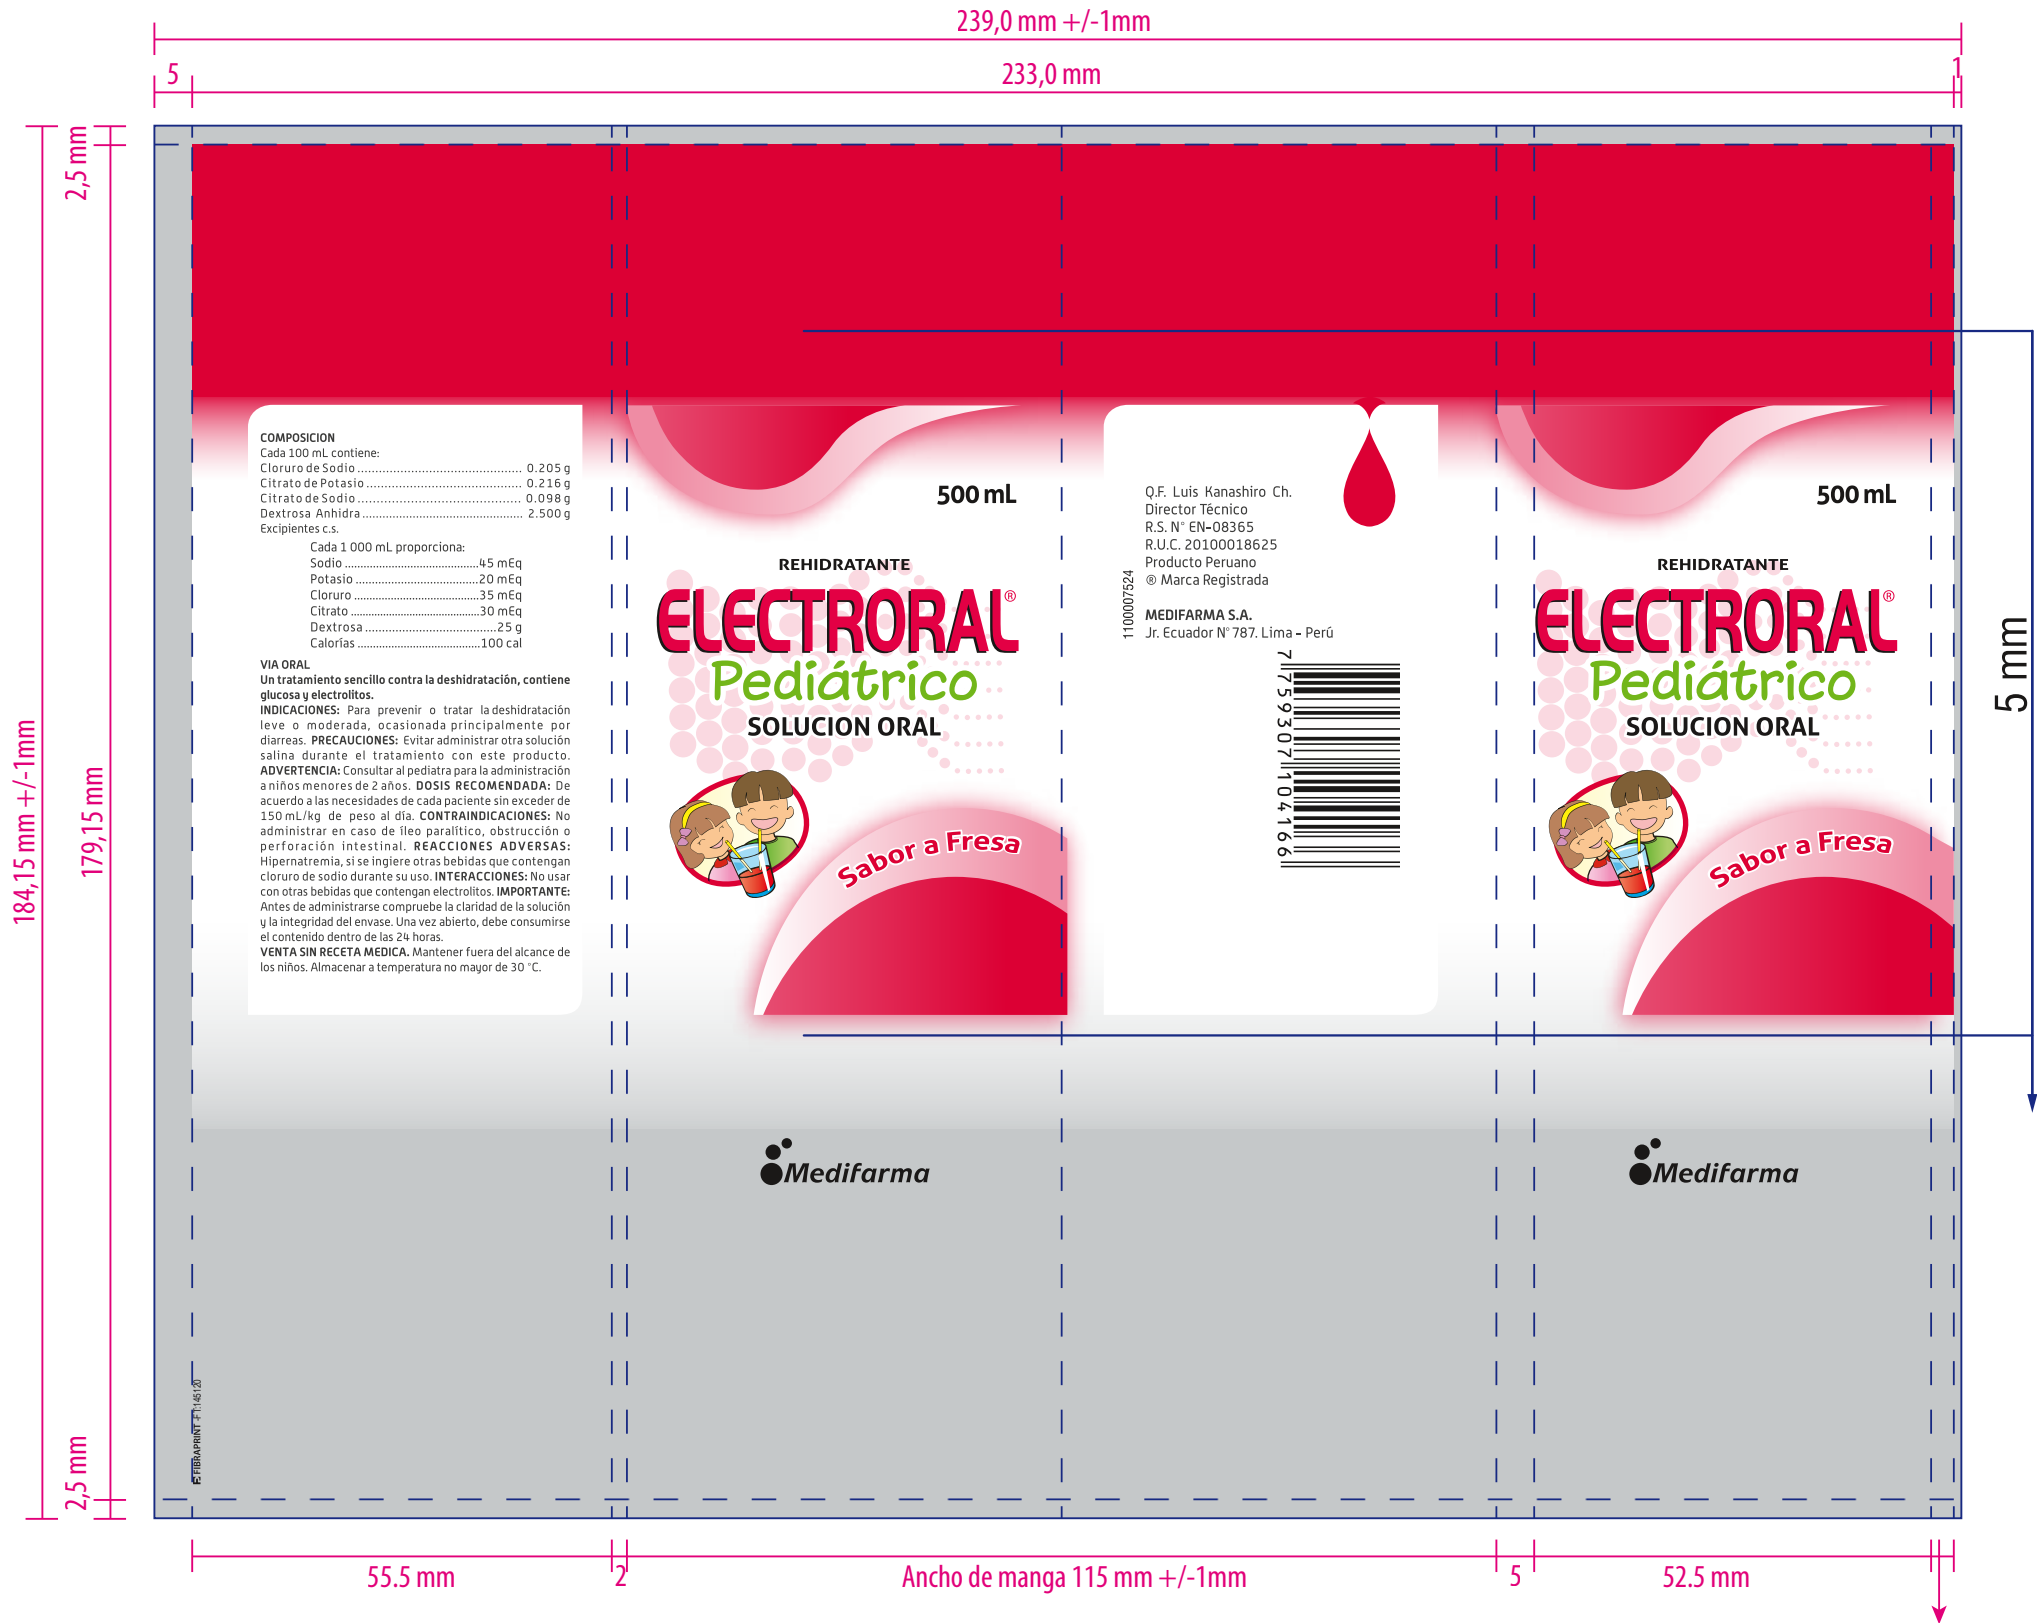 239,0 mm +/-1mm
5
233,0 mm
1
2,5 mm
184,15 mm +/-1mm
179,15 mm
2,5 mm
COMPOSICION
Cada 100 mL contiene:
Cloruro de Sodio .............................................. 0.205 g
Citrato de Potasio ............................................ 0.216 g
Citrato de Sodio .............................................. 0.098 g
Dextrosa Anhidra ............................................. 2.500 g
Excipientes c.s.
Cada 1 000 mL proporciona:
Sodio ............................................45 mEq
Potasio ........................................20 mEq
Cloruro .........................................35 mEq
Citrato ...........................................30 mEq
Dextrosa ......................................25 g
Calorías ........................................100 cal
VIA ORAL
Un tratamiento sencillo contra la deshidratación, contiene
glucosa y electrolitos.
INDICACIONES: Para prevenir o tratar la deshidratación
leve o moderada, ocasionada principalmente por
diarreas. PRECAUCIONES: Evitar administrar otra solución
salina durante el tratamiento con este producto.
ADVERTENCIA: Consultar al pediatra para la administración
a niños menores de 2 años. DOSIS RECOMENDADA: De
acuerdo a las necesidades de cada paciente sin exceder de
150 mL/kg de peso al día. CONTRAINDICACIONES: No
administrar en caso de íleo paralítico, obstrucción o
perforación intestinal. REACCIONES ADVERSAS:
Hipernatremia, si se ingiere otras bebidas que contengan
cloruro de sodio durante su uso. INTERACCIONES: No usar
con otras bebidas que contengan electrolitos. IMPORTANTE:
Antes de administrarse compruebe la claridad de la solución
y la integridad del envase. Una vez abierto, debe consumirse
el contenido dentro de las 24 horas.
VENTA SIN RECETA MEDICA. Mantener fuera del alcance de
los niños. Almacenar a temperatura no mayor de 30 °C.
FIBRAPRINT -F1:145120
500 mL
REHIDRATANTE
ELECTRORAL®
Pediátrico
SOLUCION ORAL
Sabor a Fresa
Medifarma
Q.F. Luis Kanashiro Ch.
Director Técnico
R.S. N° EN-08365
R.U.C. 20100018625
Producto Peruano
® Marca Registrada
MEDIFARMA S.A.
Jr. Ecuador N° 787. Lima - Perú
1100007524
7759307104166
500 mL
REHIDRATANTE
ELECTRORAL®
Pediátrico
SOLUCION ORAL
Sabor a Fresa
Medifarma
5 mm
55.5 mm
2
Ancho de manga 115 mm +/-1mm
5
52.5 mm